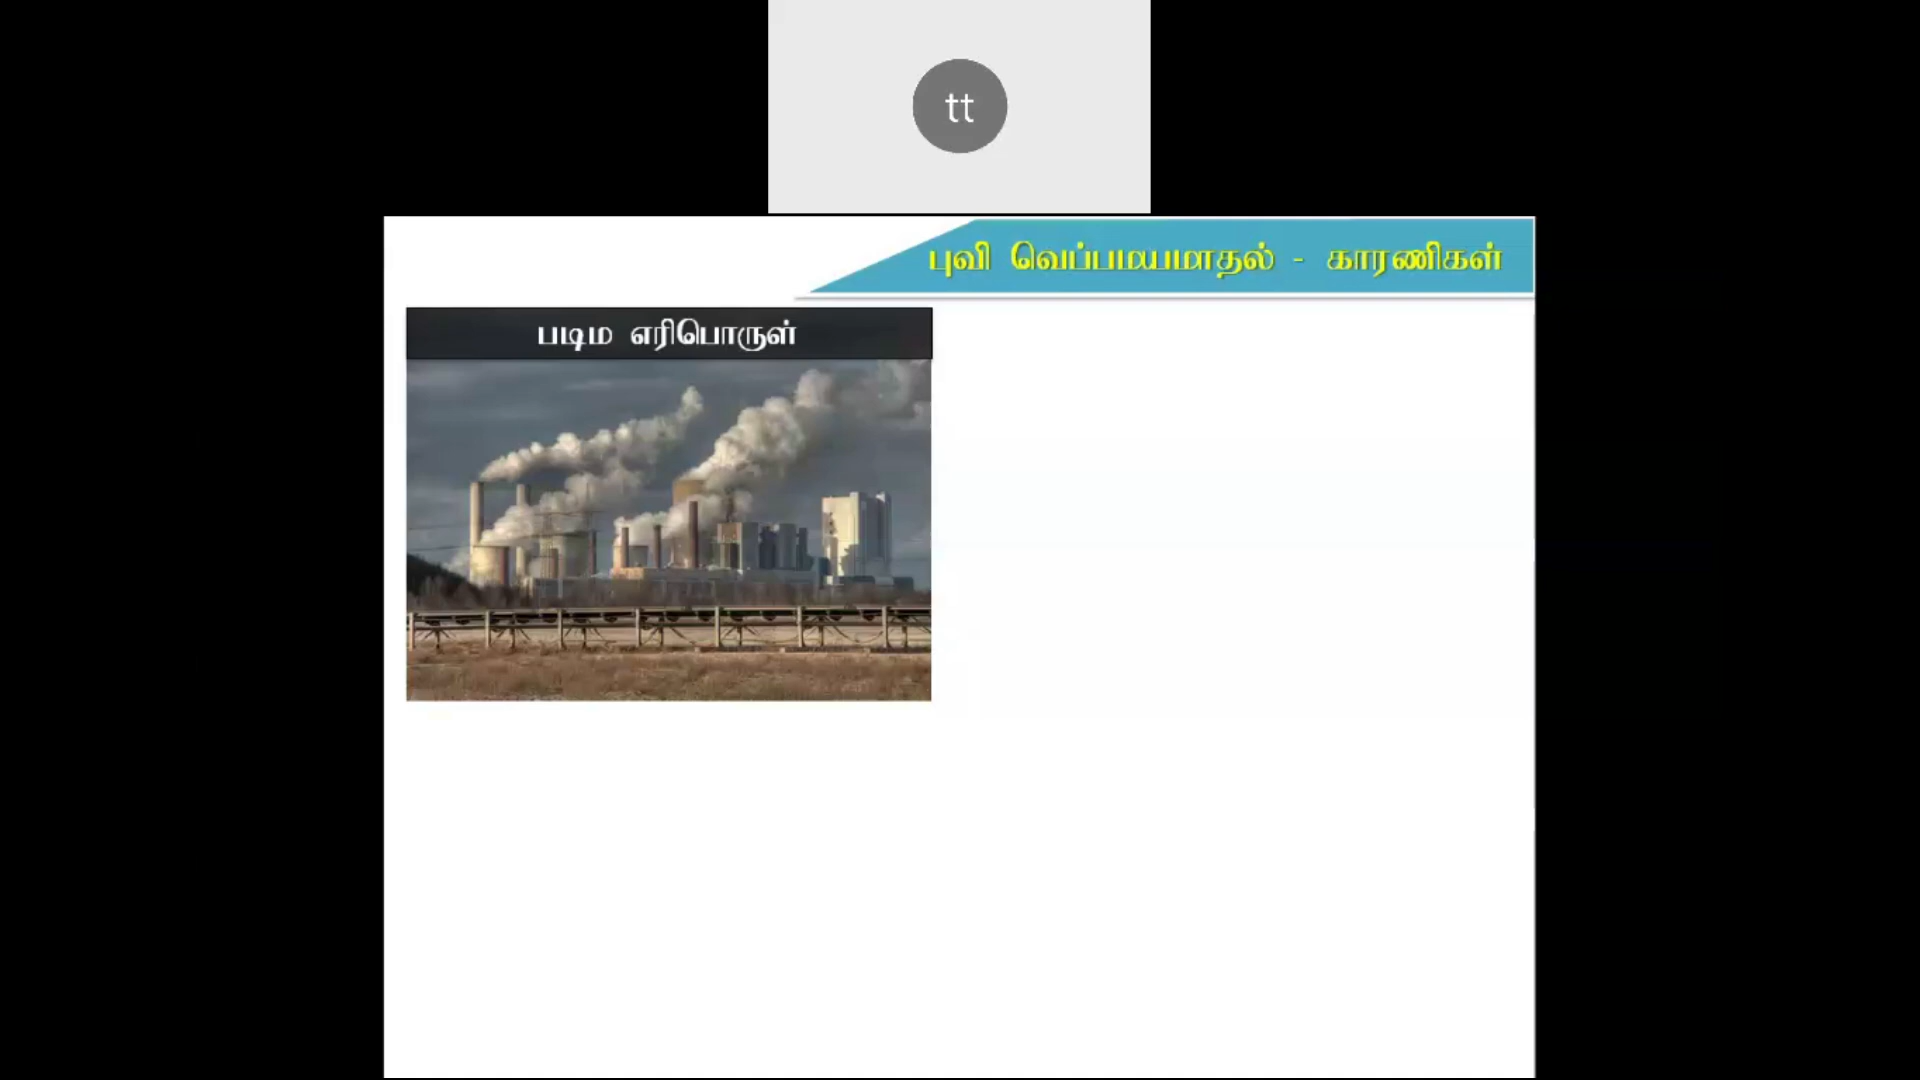 tt
புவி வெப்பமயமாதல் - காரணிகள்
படிம எரிபொருள்